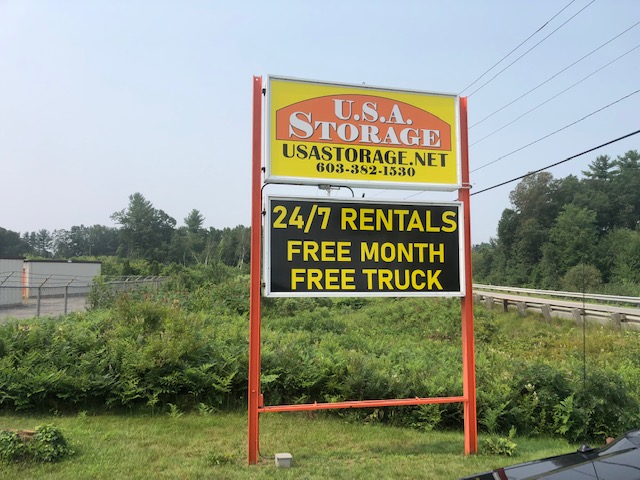 U.S.A.
STORAGE
USASTORAGE.NET
603-382-1530
24/7 RENTALS
FREE MONTH
FREE TRUCK